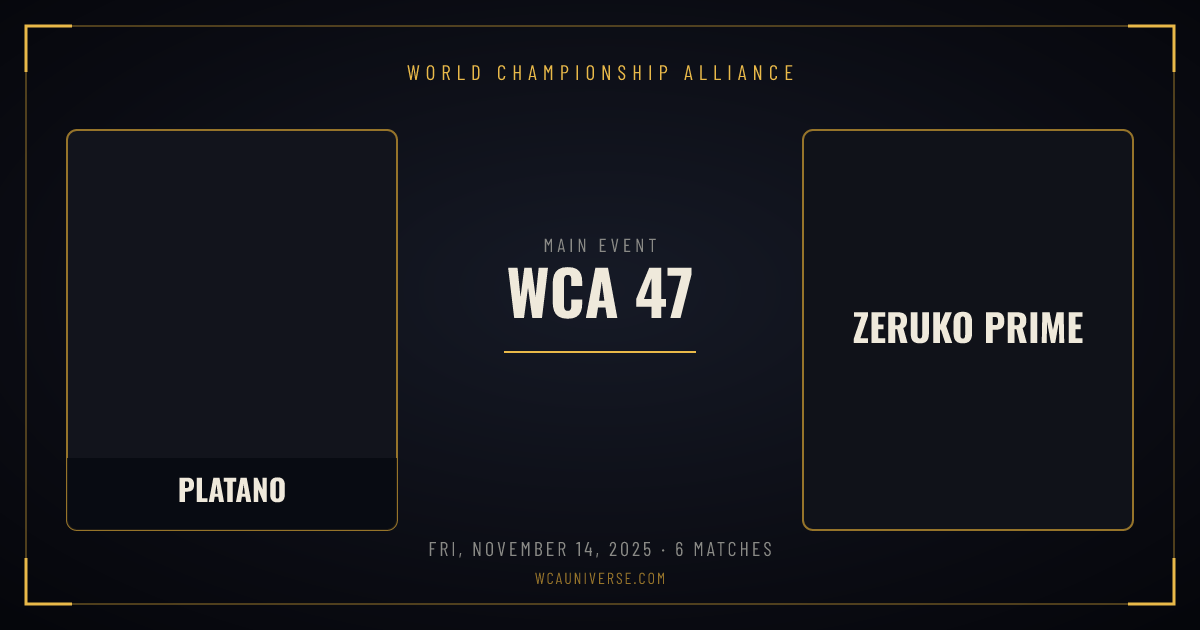 WORLD CHAMPIONSHIP ALLIANCE
MAIN EVENT
WCA 47
ZERUKO PRIME
PLATANO
FRI, NOVEMBER 14, 2025 · 6 MATCHES
WCAUNIVERSE.COM